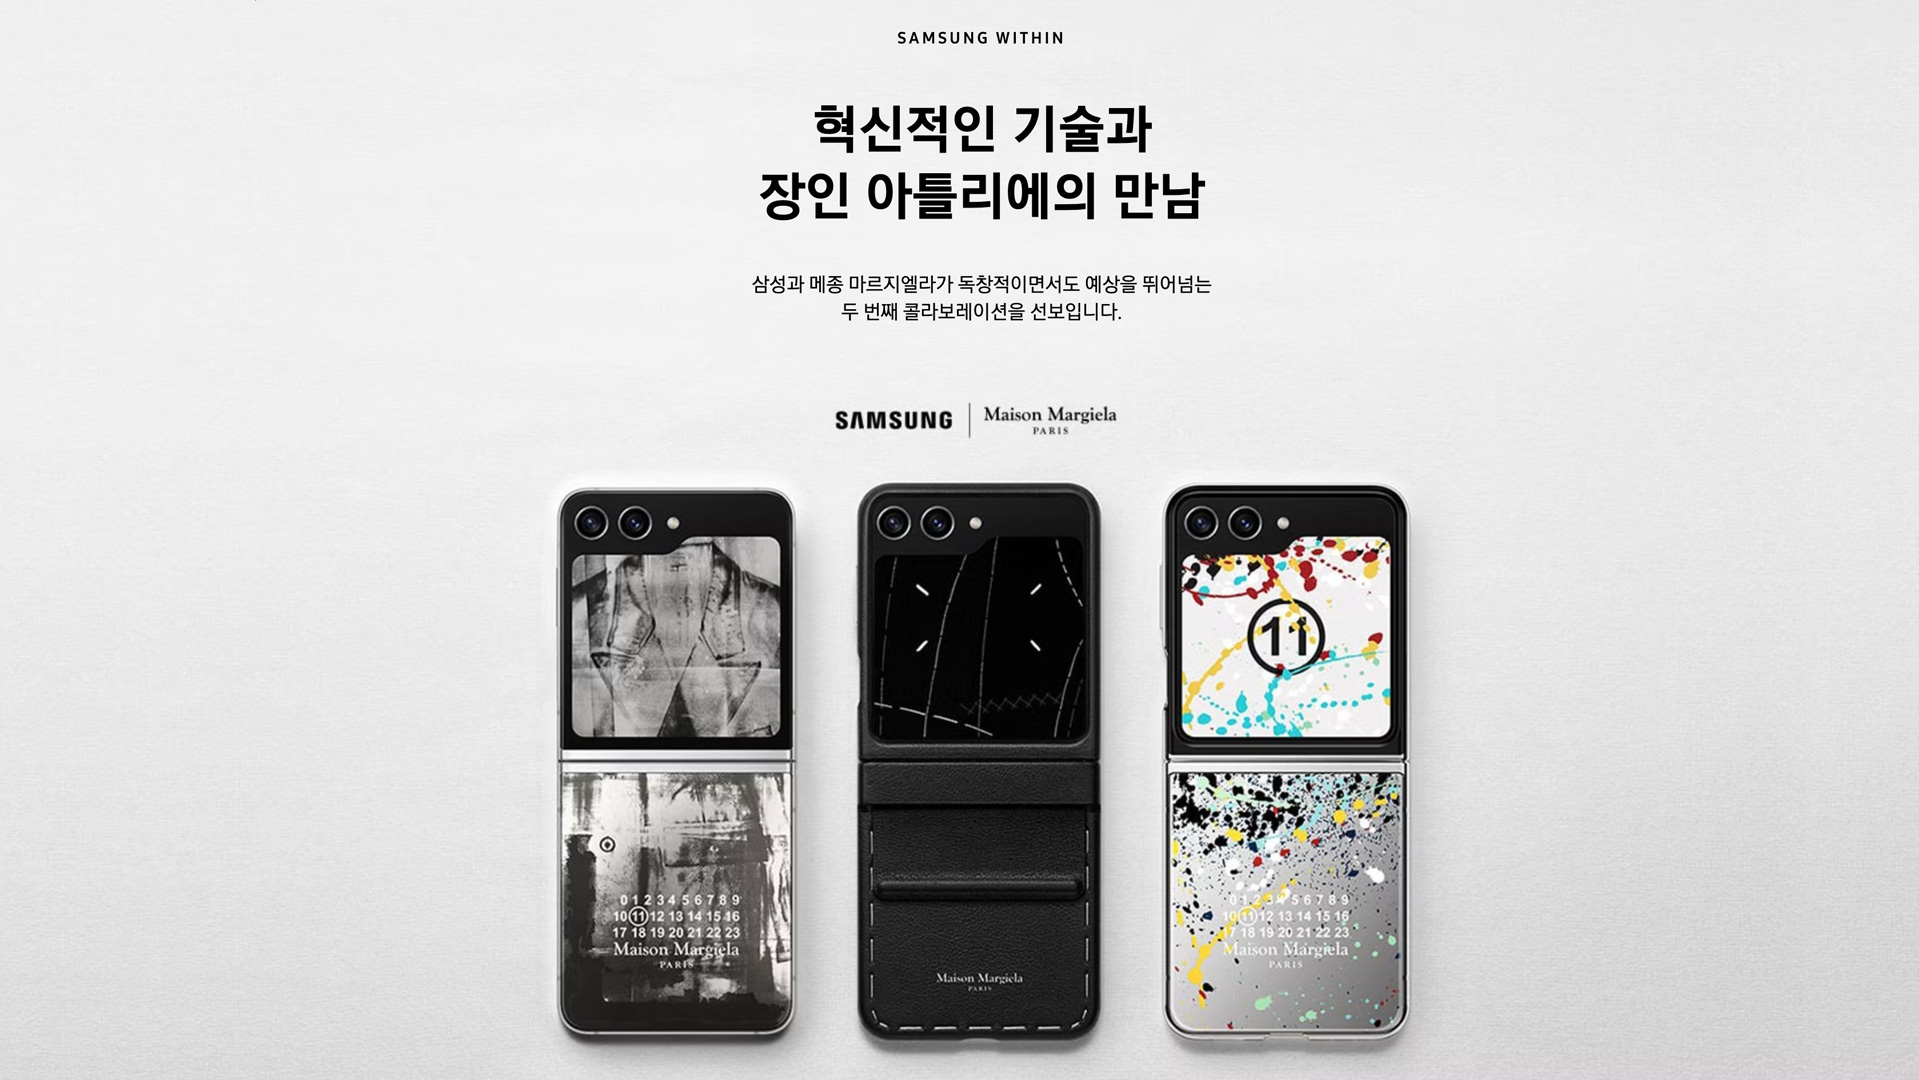 SAMSUNG WITHIN
혁신적인 기술과
장인 아틀리에의 만남
삼성과 메종 마르지엘라가 독창적이면서도 예상을 뛰어넘는
두 번째 콜라보레이션을 선보입니다.
SAMSUNG | Maison Margiela
PARIS
11
0 1 2 3 4 5 6 7 8 9
10 11 12 13 14 15 16
17 18 19 20 21 22 23
Maison Margiela
PARIS
Maison Margiela
PARIS
0 1 2 3 4 5 6 7 8 9
10 11 12 13 14 15 16
17 18 19 20 21 22 23
Maison Margiela
PARIS